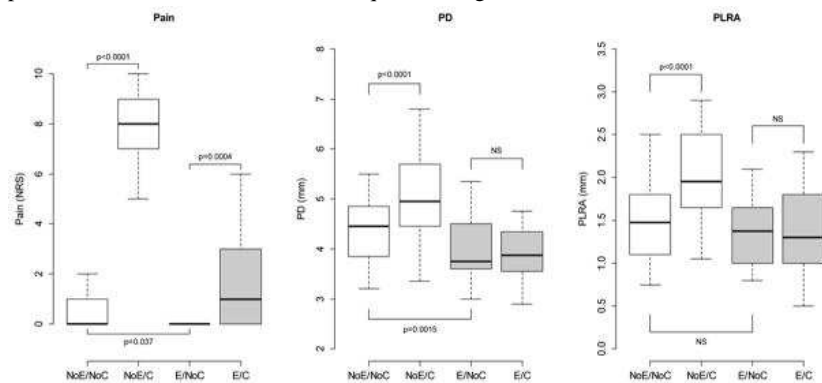 Pain
PD
PLRA
p<0.0001
p=0.0004
p=0.037
Pain (NRS)
0
2
4
6
8
10
NoE/NoC
NoE/C
E/NoC
E/C
p<0.0001
NS
p=0.0015
PD (mm)
2
3
4
5
6
7
8
NoE/NoC
NoE/C
E/NoC
E/C
p<0.0001
NS
NS
PLRA (mm)
0.0
0.5
1.0
1.5
2.0
2.5
3.0
3.5
NoE/NoC
NoE/C
E/NoC
E/C